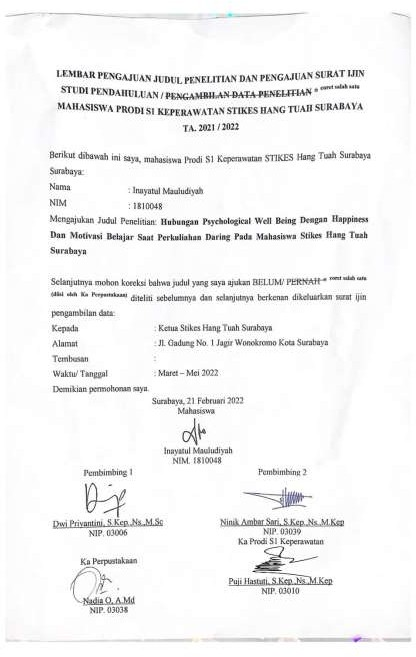 LEMBAR PENGAJUAN JUDUL PENELITIAN DAN PENGAJUAN SURAT IJIN
STUDI PENDAHULUAN / PENGAMBILAN DATA PENELITIAN * coret salah satu
MAHASISWA PRODI S1 KEPERAWATAN STIKES HANG TUAH SURABAYA
TA. 2021 / 2022
Berikut dibawah ini saya, mahasiswa Prodi S1 Keperawatan STIKES Hang Tuah Surabaya
Surabaya:
Nama : Inayatul Mauludiyah
NIM : 1810048
Mengajukan Judul Penelitian: Hubungan Psychological Well Being Dengan Happiness
Dan Motivasi Belajar Saat Perkuliahan Daring Pada Mahasiswa Stikes Hang Tuah
Surabaya
Selanjutnya mohon koreksi bahwa judul yang saya ajukan BELUM/ PERNAH * coret salah satu
(diisi oleh Ka Perpustakaan) diteliti sebelumnya dan selanjutnya berkenan dikeluarkan surat ijin
pengambilan data:
Kepada : Ketua Stikes Hang Tuah Surabaya
Alamat : Jl. Gadung No. 1 Jagir Wonokromo Kota Surabaya
Tembusan :
Waktu/ Tanggal : Maret – Mei 2022
Demikian permohonan saya.
Surabaya, 21 Februari 2022
Mahasiswa
Inayatul Mauludiyah
NIM. 1810048
Pembimbing 1
Dwi Priyantini, S.Kep.,Ns.,M.Sc
NIP. 03006
Pembimbing 2
Ninik Ambar Sari, S.Kep.,Ns.,M.Kep
NIP. 03039
Ka Prodi S1 Keperawatan
Puji Hastuti, S.Kep.,Ns.,M.Kep
NIP. 03010
Ka Perpustakaan
Nadia O, A.Md
NIP. 03038